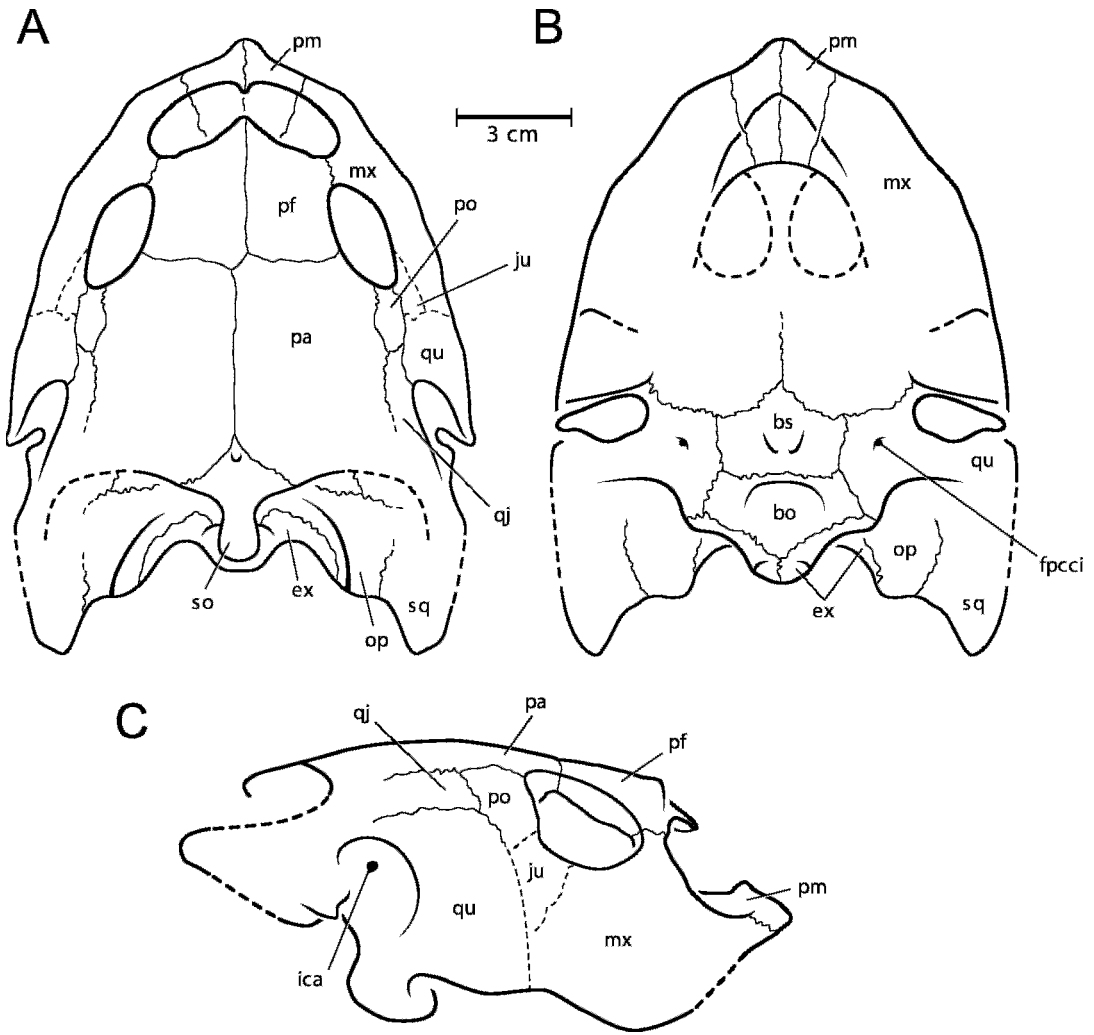 A
pm
mx
pf
po
ju
pa
qu
qj
so
ex
op
sq
3 cm
B
pm
mx
bs
qu
bo
op
fpcci
ex
sq
C
qj
pa
pf
po
ju
pm
qu
mx
ica